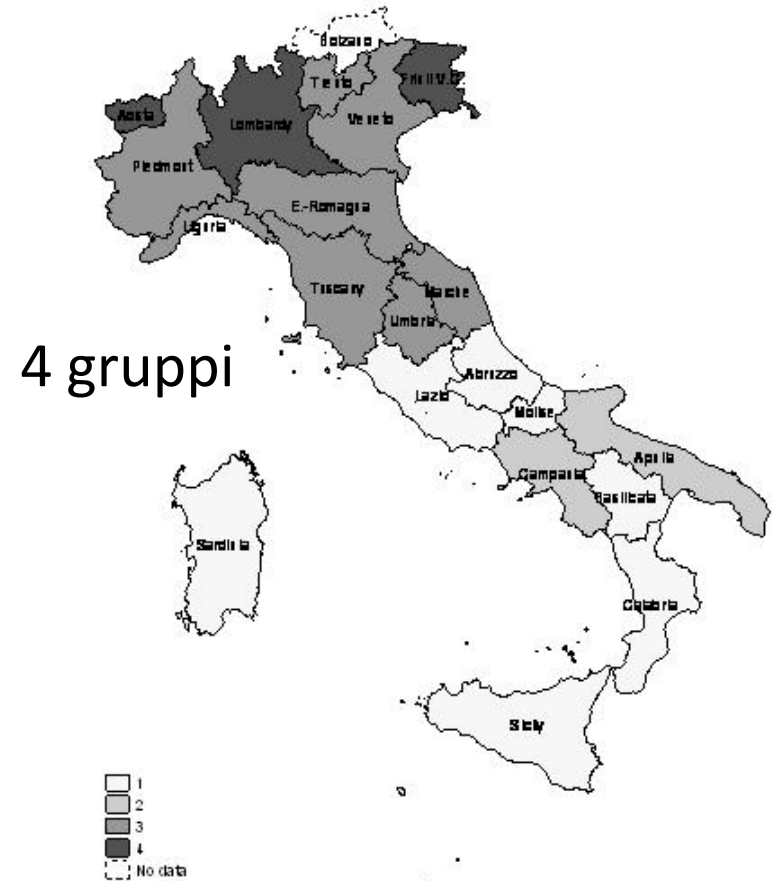 Bolzano
Trento
Friuli V.G.
Aosta
Lombardy
Veneto
Piedmont
E.-Romagna
Liguria
Tuscany
Marche
Umbria
4 gruppi
Abruzzo
Lazio
Molise
Apulia
Campania
Basilicata
Sardinia
Calabria
Sicily
1
2
3
4
No data